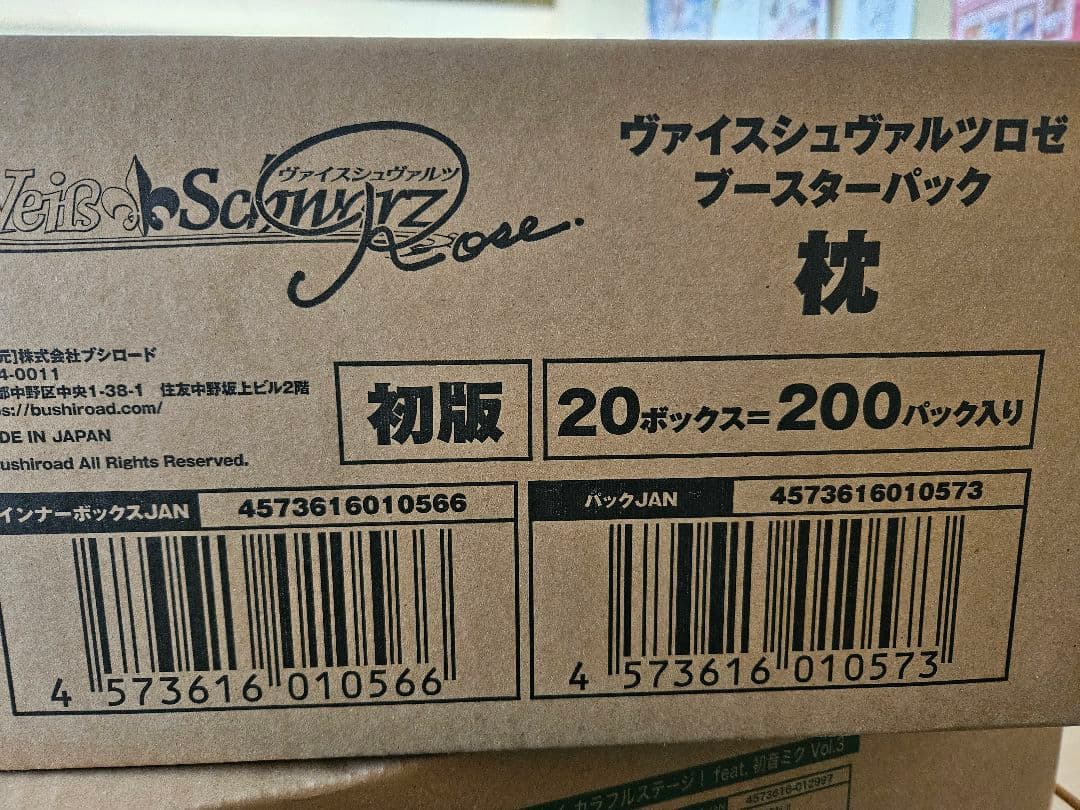 ヴァイスシュヴァルツロゼ
ブースターパック
枕
Weiß Schwarz
ヴァイスシュヴァルツ
Rose.
元]株式会社ブシロード
4-0011
都中野区中央1-38-1 住友中野坂上ビル2階
ps://bushiroad.com/
DE IN JAPAN
ushiroad All Rights Reserved.
初版
20ボックス=200パック入り
インナーボックスJAN 4573616010566
4 573616 010566
パックJAN 4573616010573
4 573616 010573
カラフルステージ! feat. 初音ミク Vol.3
JAN 4573616-012997